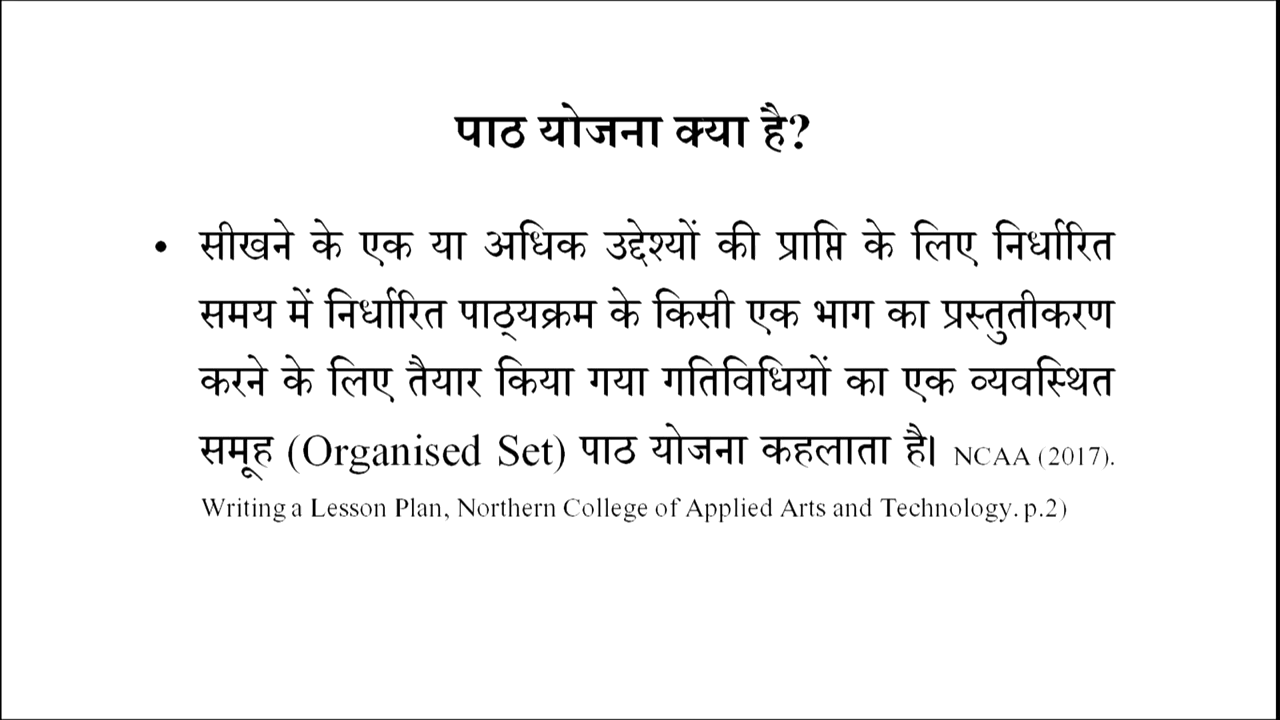 पाठ योजना क्या है?
• सीखने के एक या अधिक उद्देश्यों की प्राप्ति के लिए निर्धारित
समय में निर्धारित पाठ्यक्रम के किसी एक भाग का प्रस्तुतीकरण
करने के लिए तैयार किया गया गतिविधियों का एक व्यवस्थित
समूह (Organised Set) पाठ योजना कहलाता है। NCAA (2017).
Writing a Lesson Plan, Northern College of Applied Arts and Technology. p.2)